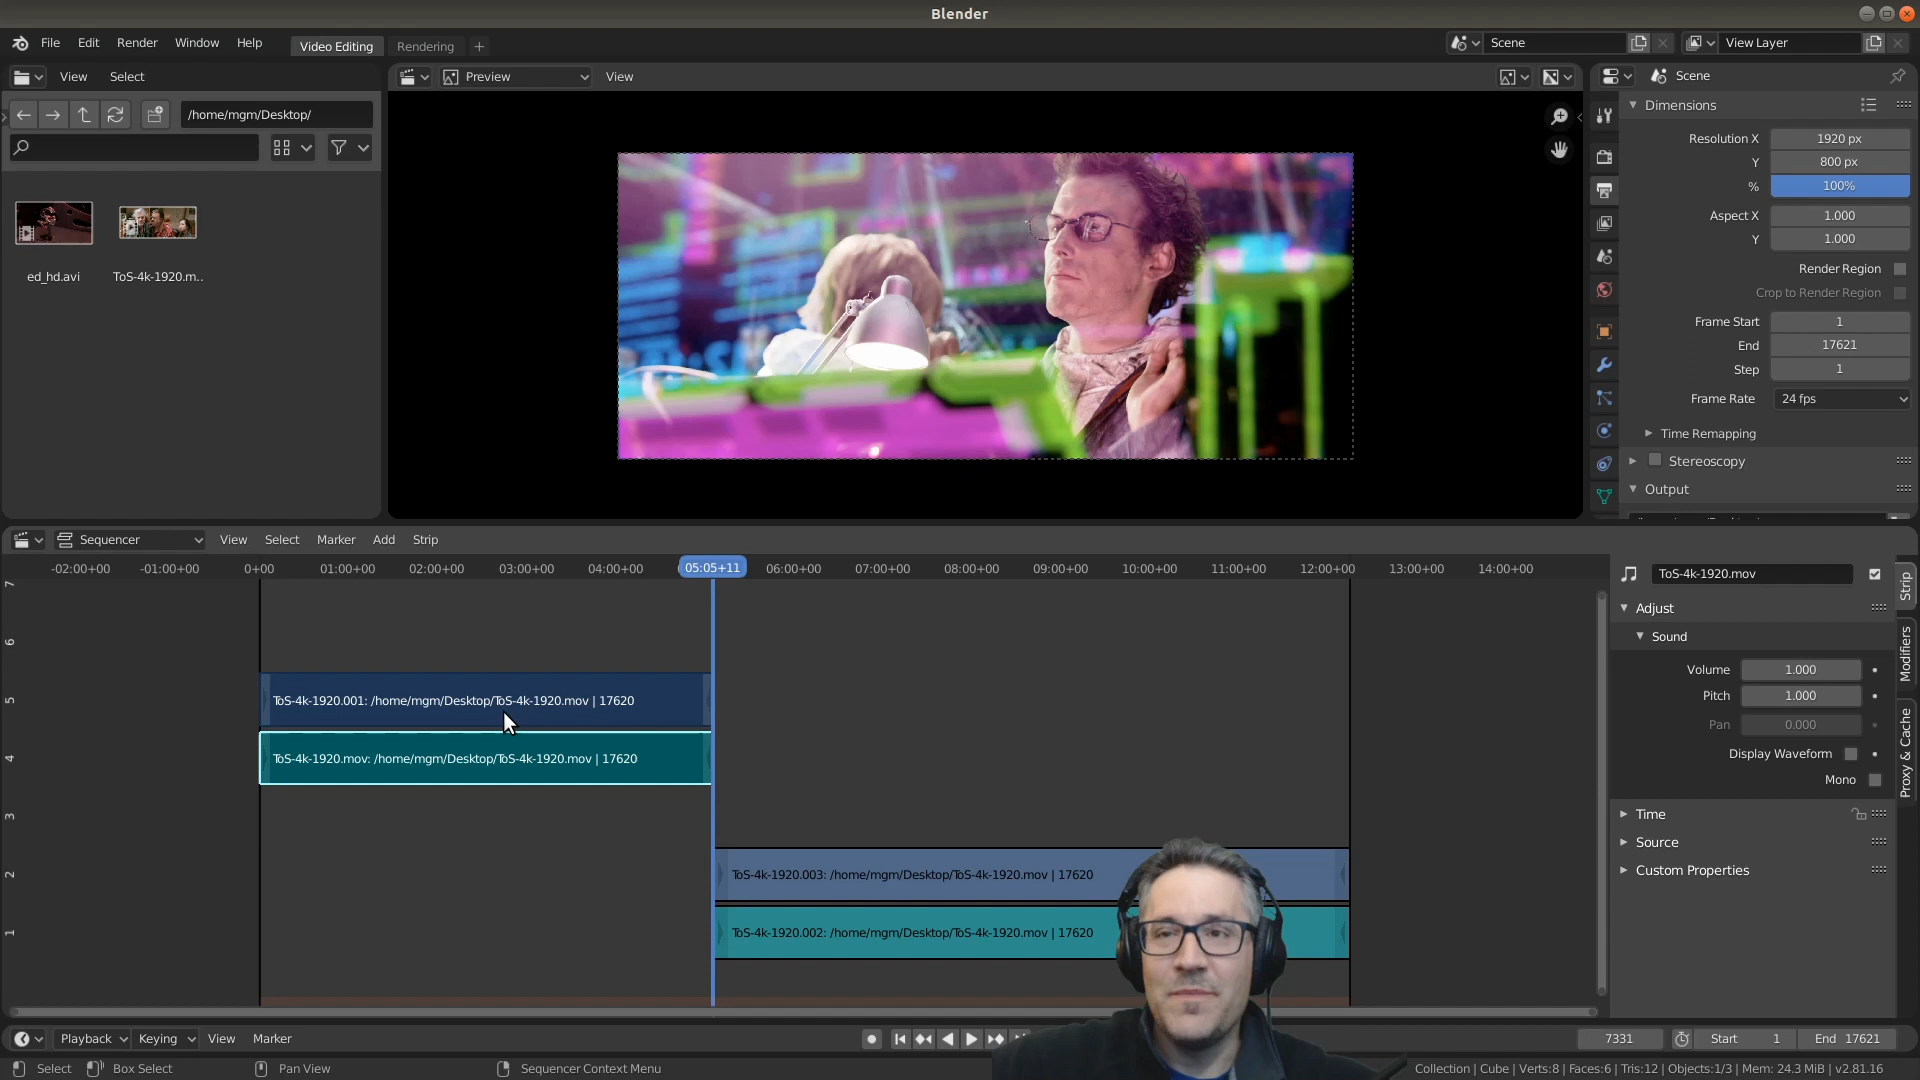 Blender
File Edit Render Window Help Video Editing Rendering + Scene View Layer
View Select Preview View Scene
/home/mgm/Desktop/
ed_hd.avi ToS-4k-1920.m..
Dimensions
Resolution X 1920 px
Y 800 px
% 100%
Aspect X 1.000
Y 1.000
Render Region
Crop to Render Region
Frame Start 1
End 17621
Step 1
Frame Rate 24 fps
Time Remapping
Stereoscopy
Output
Sequencer View Select Marker Add Strip
-02:00+00 -01:00+00 0+00 01:00+00 02:00+00 03:00+00 04:00+00 05:05+11 06:00+00 07:00+00 08:00+00 09:00+00 10:00+00 11:00+00 12:00+00 13:00+00 14:00+00
7
6
5
4
3
2
1
ToS-4k-1920.001: /home/mgm/Desktop/ToS-4k-1920.mov | 17620
ToS-4k-1920.mov: /home/mgm/Desktop/ToS-4k-1920.mov | 17620
ToS-4k-1920.003: /home/mgm/Desktop/ToS-4k-1920.mov | 17620
ToS-4k-1920.002: /home/mgm/Desktop/ToS-4k-1920.mov | 17620
ToS-4k-1920.mov
Adjust
Sound
Volume 1.000
Pitch 1.000
Pan 0.000
Display Waveform
Mono
Time
Source
Custom Properties
Strip
Modifiers
Proxy & Cache
Playback Keying View Marker 7331 Start 1 End 17621
Select Box Select Pan View Sequencer Context Menu Collection | Cube | Verts:8 | Faces:6 | Tris:12 | Objects:1/3 | Mem: 24.3 MiB | v2.81.16